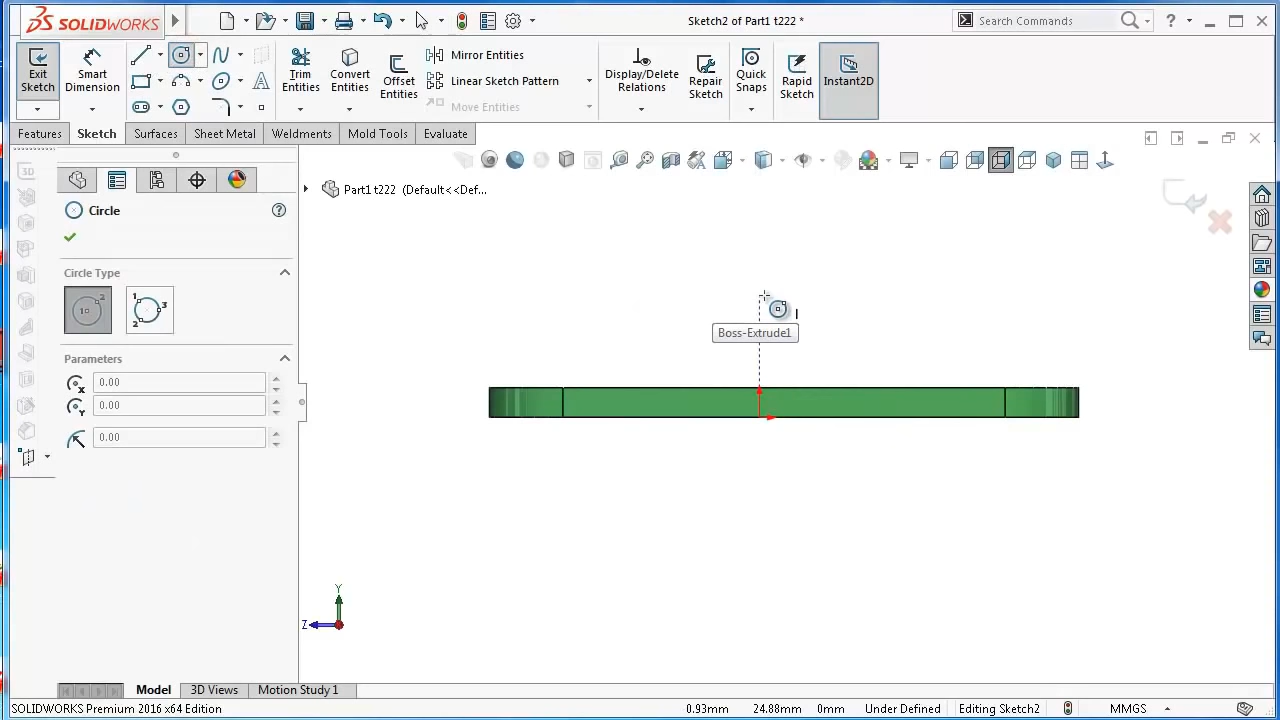 SOLIDWORKS
Sketch2 of Part1 t222 *
Search Commands
?
Exit Sketch
Smart Dimension
Trim Entities
Convert Entities
Offset Entities
Mirror Entities
Linear Sketch Pattern
Move Entities
Display/Delete Relations
Repair Sketch
Quick Snaps
Rapid Sketch
Instant2D
Features
Sketch
Surfaces
Sheet Metal
Weldments
Mold Tools
Evaluate
Part1 t222 (Default<<Def...
Circle
Circle Type
Parameters
0.00
0.00
0.00
Boss-Extrude1
Y
Z
Model
3D Views
Motion Study 1
SOLIDWORKS Premium 2016 x64 Edition
0.93mm
24.88mm
0mm
Under Defined
Editing Sketch2
MMGS